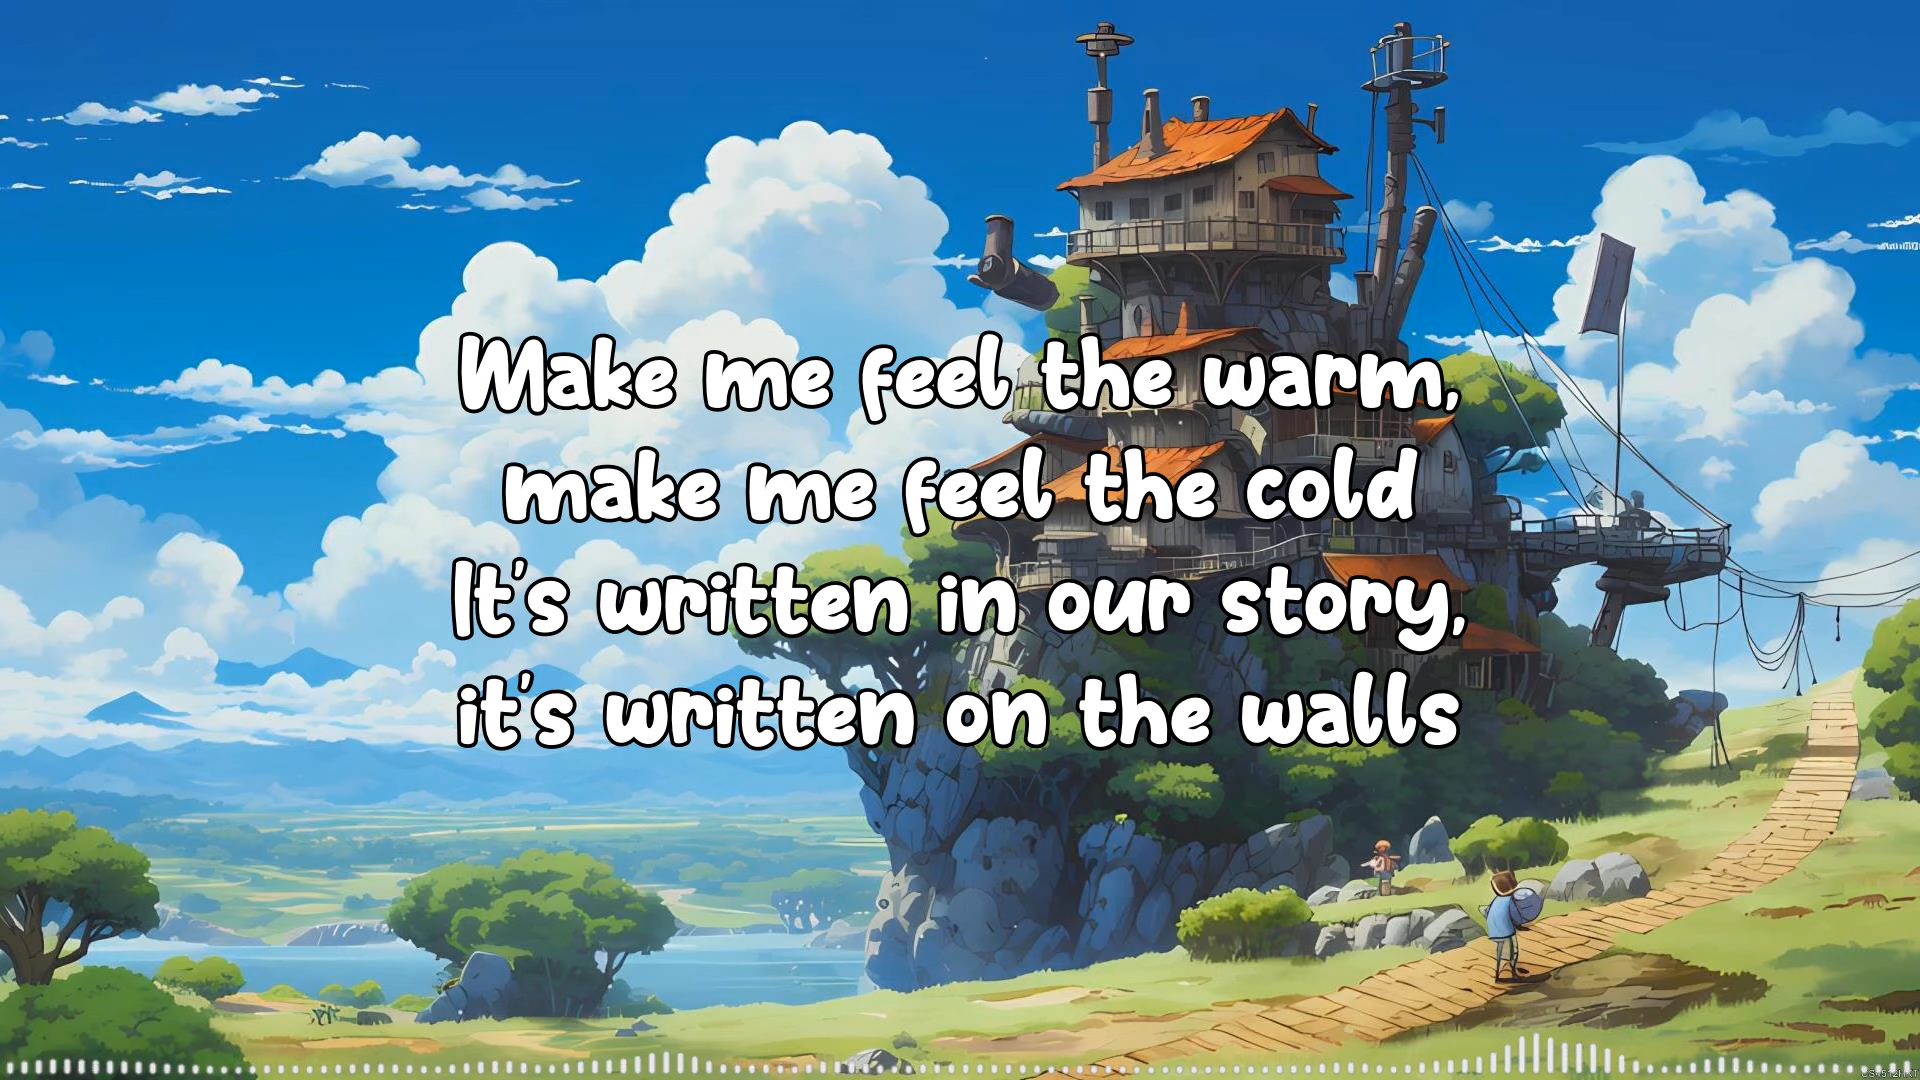 Make me feel the warm,
make me feel the cold
It's written in our story,
it's written on the walls